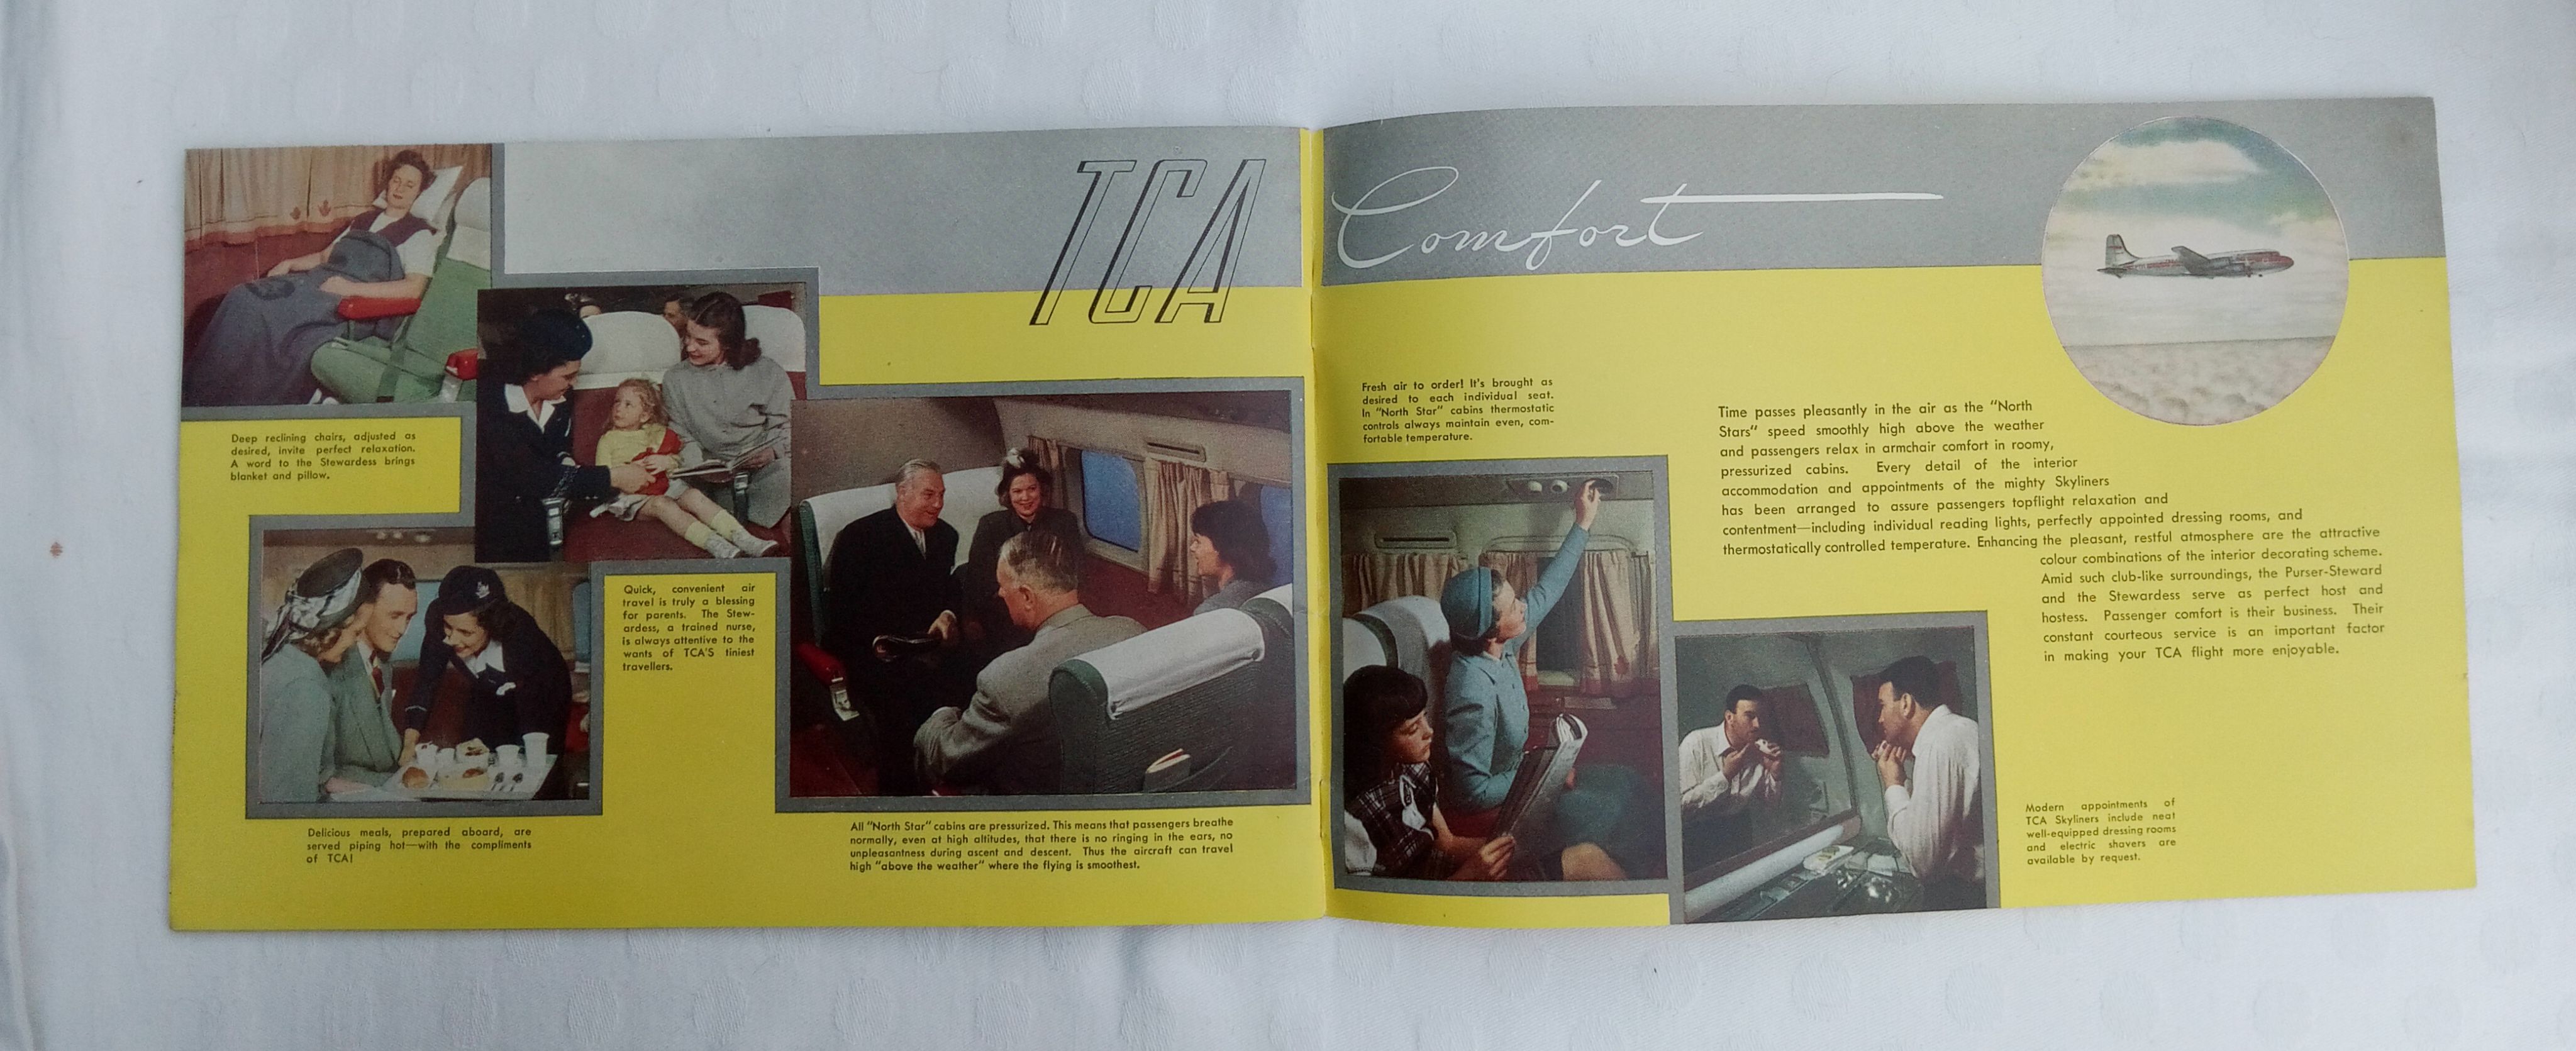 TCA
Comfort
Deep reclining chairs, adjusted as
desired, invite perfect relaxation.
A word to the Stewardess brings
blanket and pillow.
Quick, convenient air
travel is truly a blessing
for parents. The Stew-
ardess, a trained nurse,
is always attentive to the
wants of TCA'S tiniest
travellers.
Delicious meals, prepared aboard, are
served piping hot—with the compliments
of TCA!
All "North Star" cabins are pressurized. This means that passengers breathe
normally, even at high altitudes, that there is no ringing in the ears, no
unpleasantness during ascent and descent. Thus the aircraft can travel
high "above the weather" where the flying is smoothest.
Fresh air to order! It's brought as
desired to each individual seat.
In "North Star" cabins thermostatic
controls always maintain even, com-
fortable temperature.
Time passes pleasantly in the air as the "North
Stars" speed smoothly high above the weather
and passengers relax in armchair comfort in roomy,
pressurized cabins. Every detail of the interior
accommodation and appointments of the mighty Skyliners
has been arranged to assure passengers topflight relaxation and
contentment—including individual reading lights, perfectly appointed dressing rooms, and
thermostatically controlled temperature. Enhancing the pleasant, restful atmosphere are the attractive
colour combinations of the interior decorating scheme.
Amid such club-like surroundings, the Purser-Steward
and the Stewardess serve as perfect host and
hostess. Passenger comfort is their business. Their
constant courteous service is an important factor
in making your TCA flight more enjoyable.
Modern appointments of
TCA Skyliners include neat
well-equipped dressing rooms
and electric shavers are
available by request.